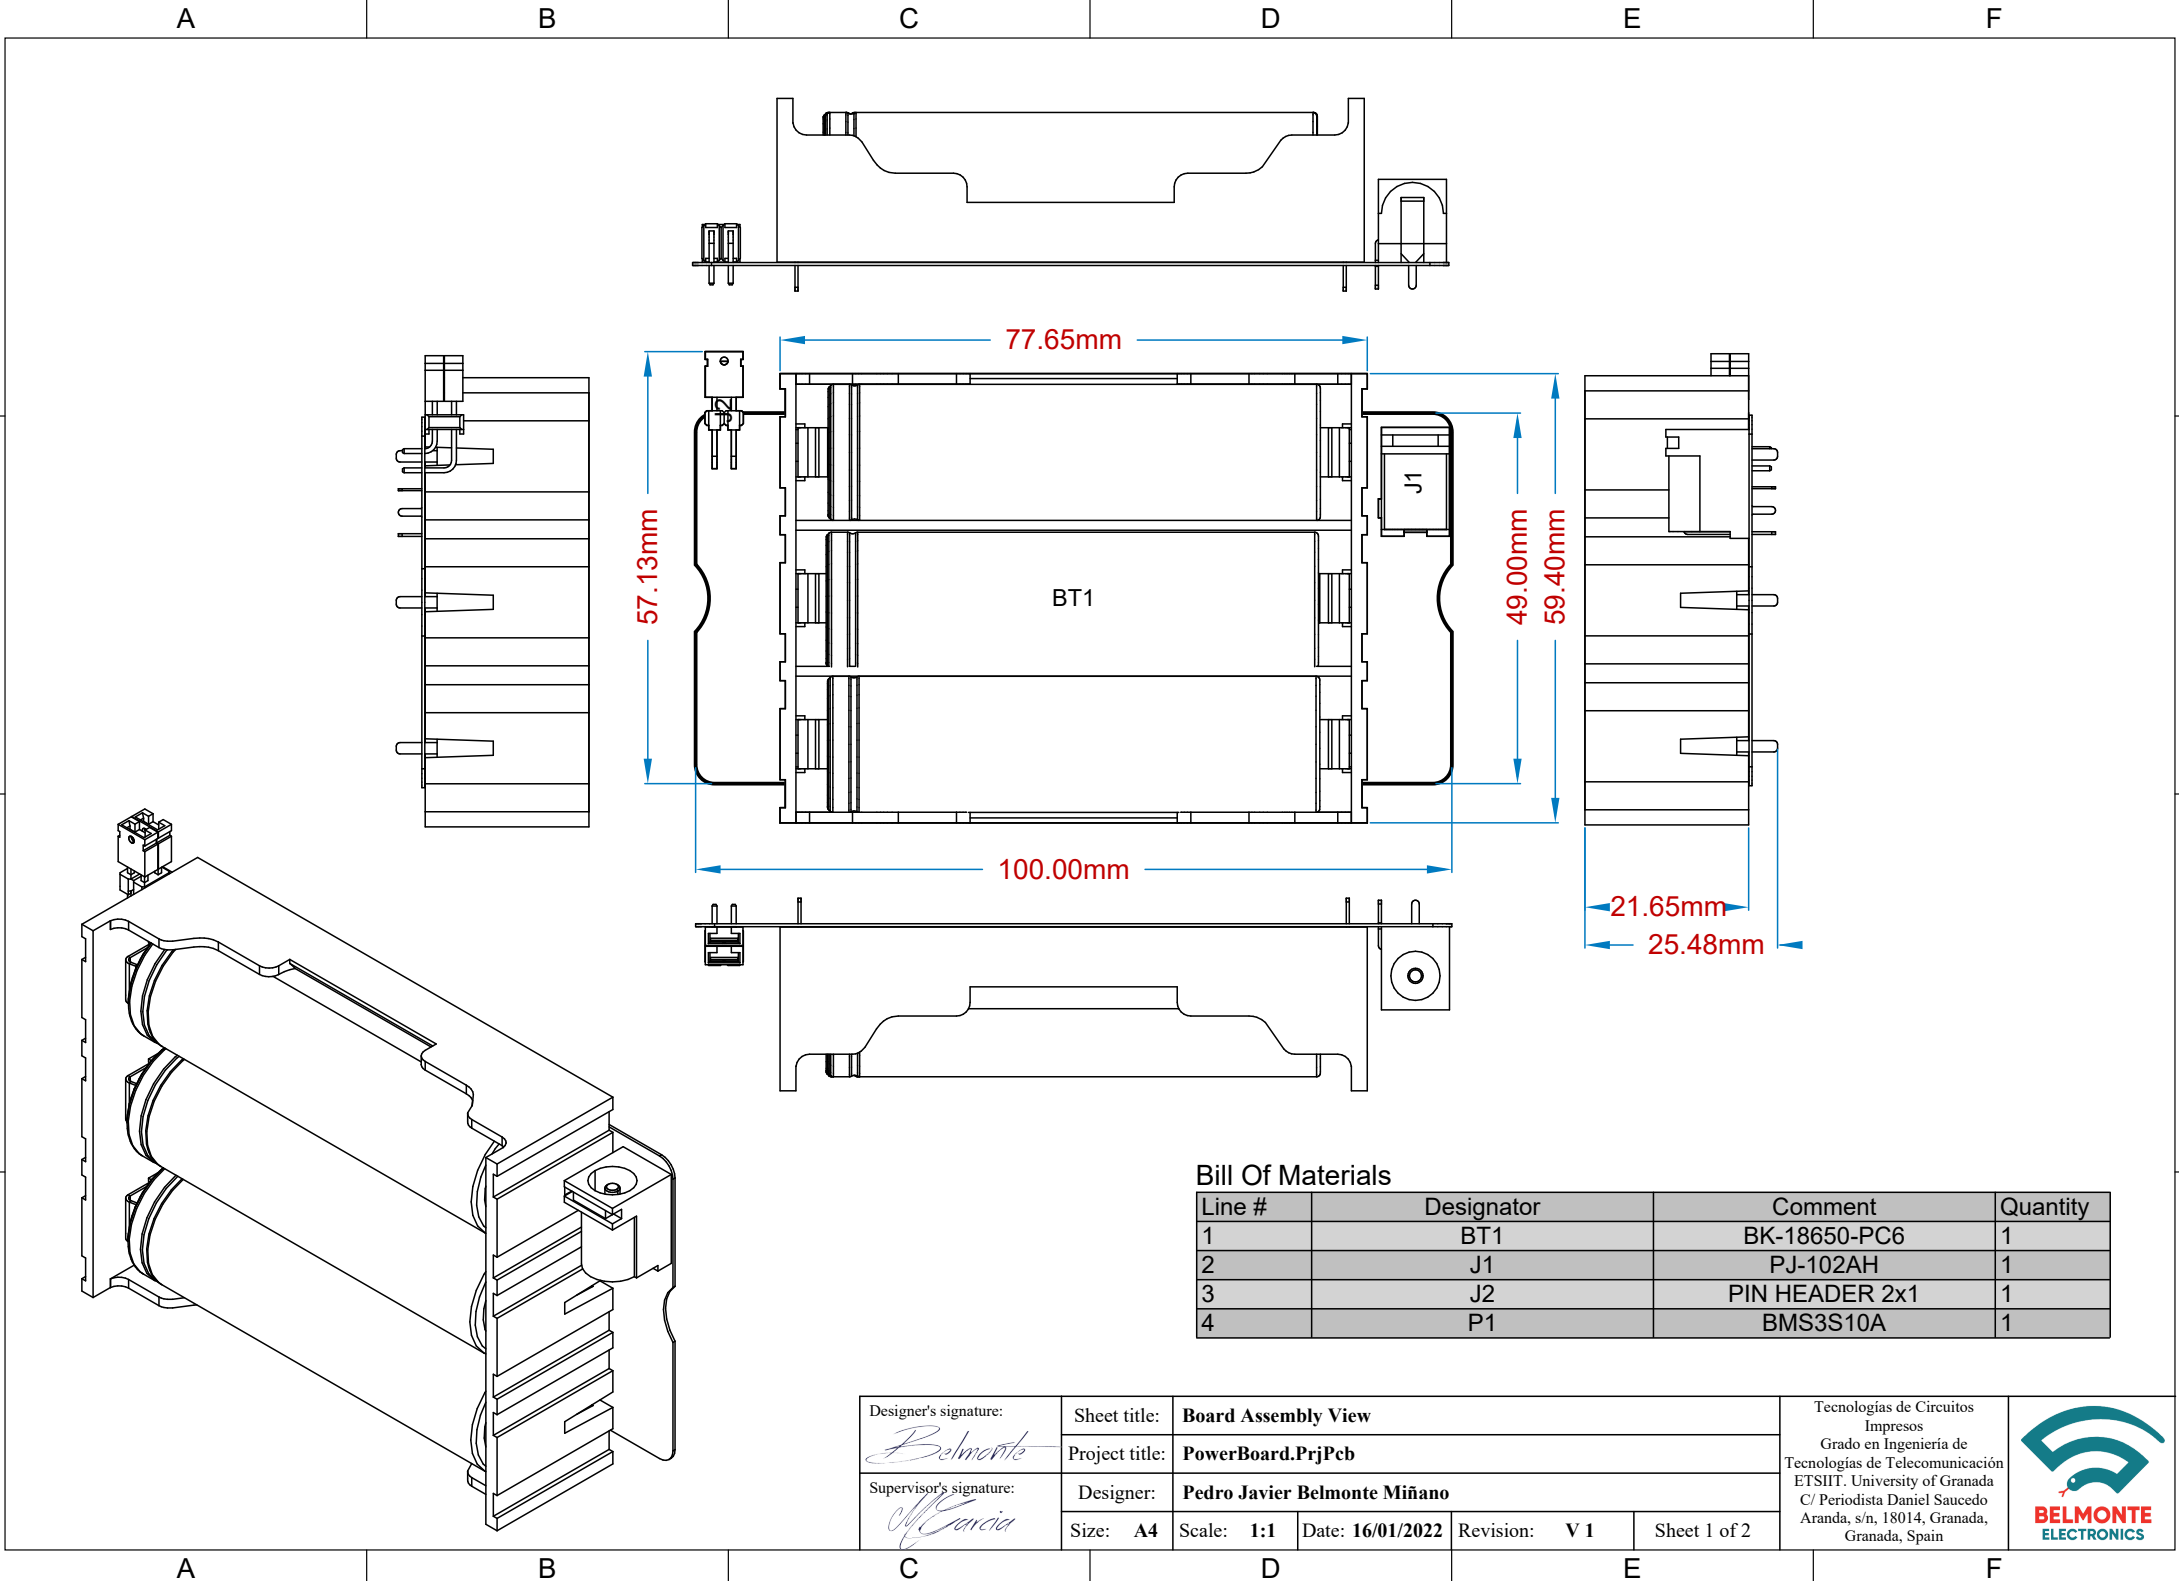 A B C D E F
77.65mm
J2
J1
57.13mm
BT1
49.00mm
59.40mm
100.00mm
21.65mm
25.48mm
Bill Of Materials
Line # Designator Comment Quantity
1 BT1 BK-18650-PC6 1
2 J1 PJ-102AH 1
3 J2 PIN HEADER 2x1 1
4 P1 BMS3S10A 1
Designer's signature:
Belmonte
Supervisor's signature:
M Garcia
Sheet title: Board Assembly View
Project title: PowerBoard.PrjPcb
Designer: Pedro Javier Belmonte Miñano
Size: A4 Scale: 1:1 Date: 16/01/2022 Revision: V 1 Sheet 1 of 2
Tecnologías de Circuitos
Impresos
Grado en Ingeniería de
Tecnologías de Telecomunicación
ETSIIT. University of Granada
C/ Periodista Daniel Saucedo
Aranda, s/n, 18014, Granada,
Granada, Spain
BELMONTE
ELECTRONICS
A B C D E F